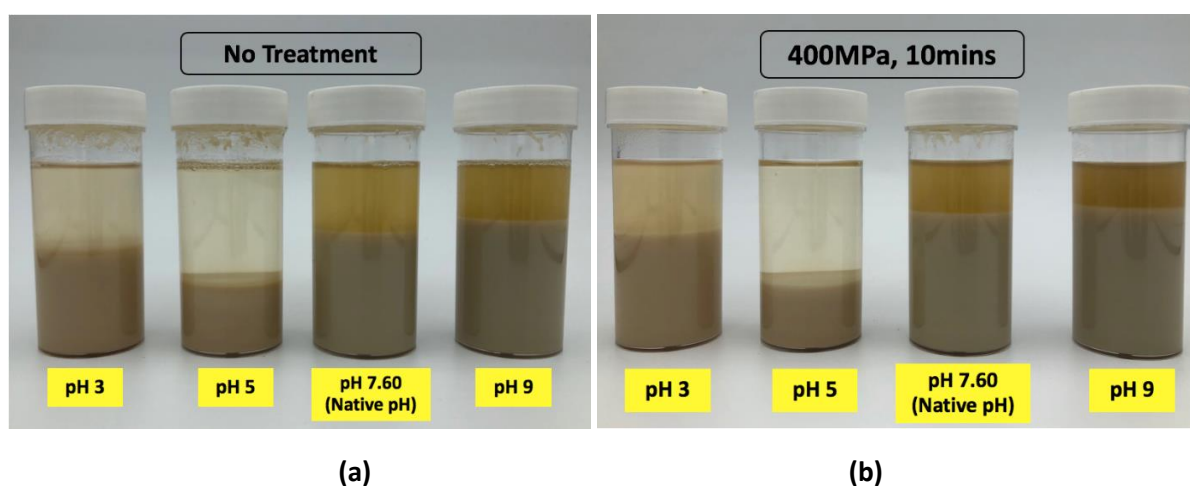 No Treatment
pH 3
pH 5
pH 7.60
(Native pH)
pH 9
(a)
400MPa, 10mins
pH 3
pH 5
pH 7.60
(Native pH)
pH 9
(b)